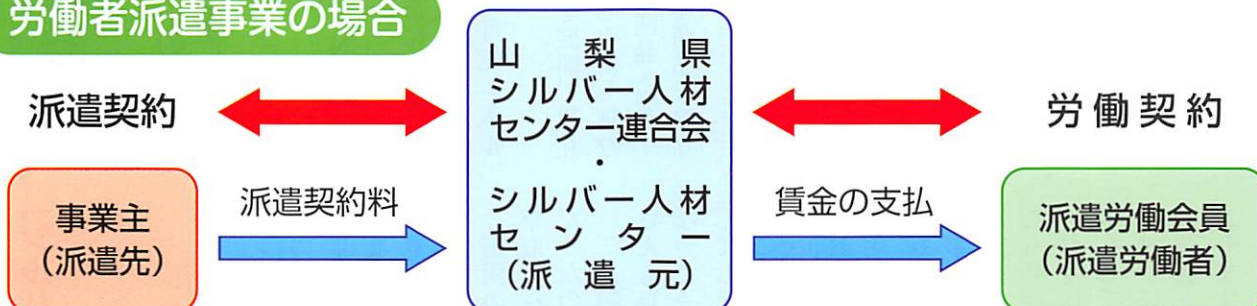 労働者派遣事業の場合
派遣契約
山梨県
シルバー人材
センター連合会
・
シルバー人材
センター
（派遣元）
労働契約
事業主
（派遣先）
派遣契約料
賃金の支払
派遣労働会員
（派遣労働者）